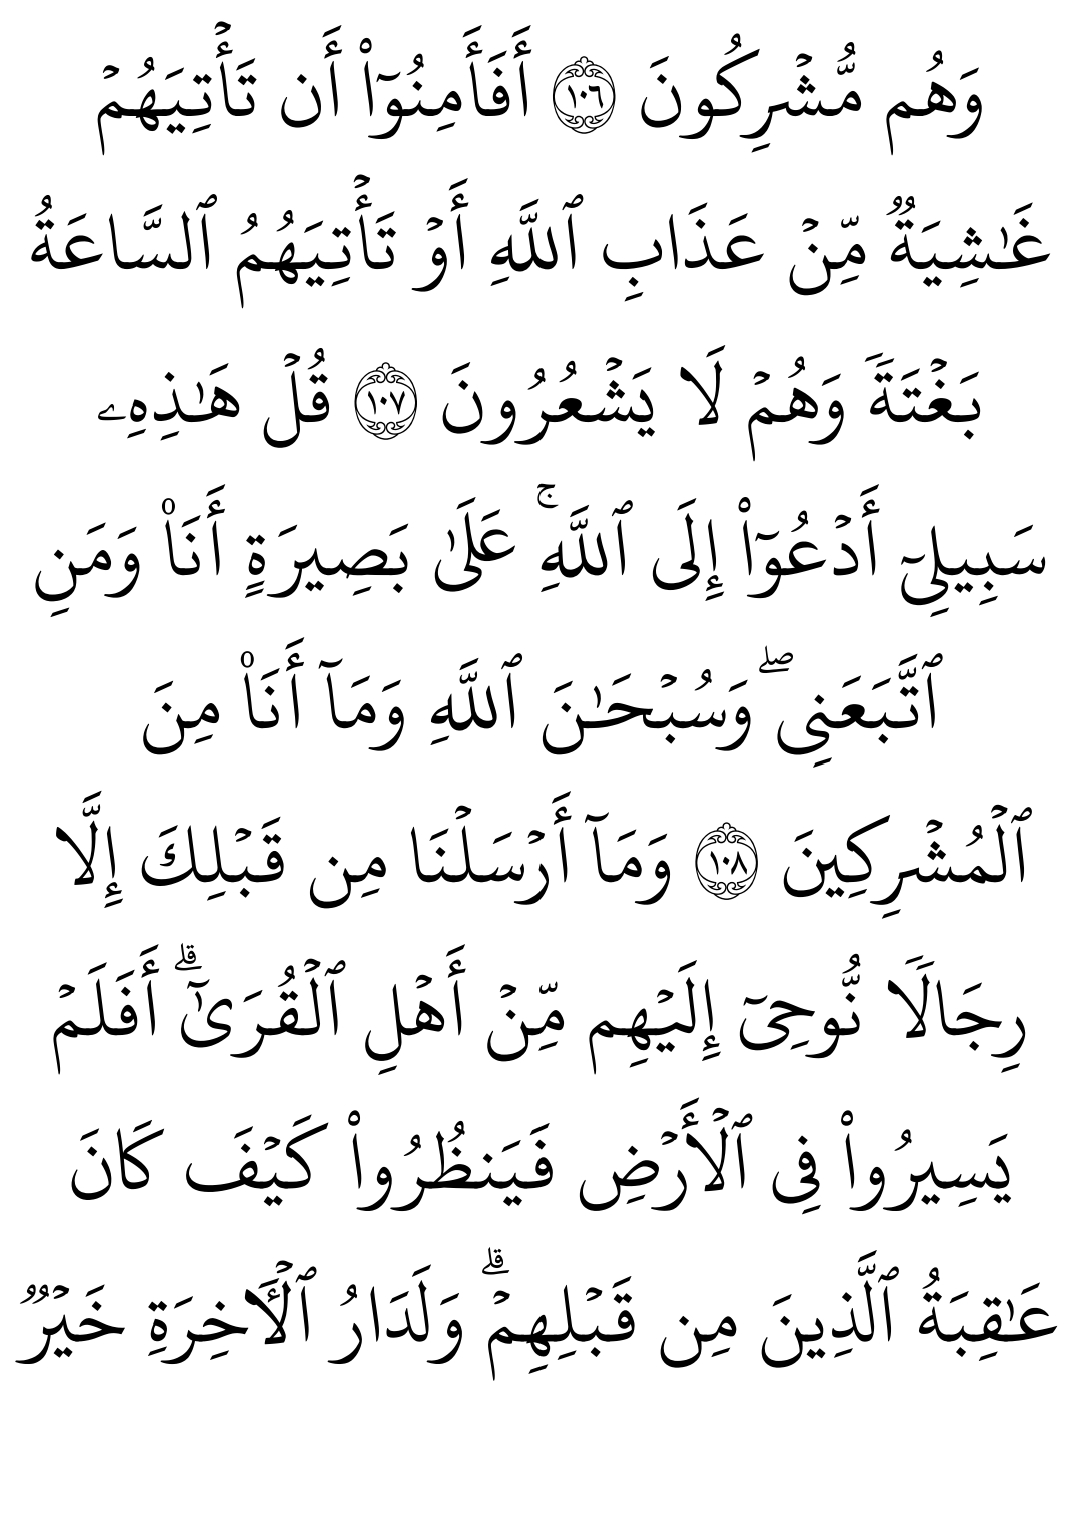 وَهُم مُّشۡرِكُونَ ١٠٦ أَفَأَمِنُوٓاْ أَن تَأۡتِيَهُمۡ
غَٰشِيَةٞ مِّنۡ عَذَابِ ٱللَّهِ أَوۡ تَأۡتِيَهُمُ ٱلسَّاعَةُ
بَغۡتَةٗ وَهُمۡ لَا يَشۡعُرُونَ ١٠٧ قُلۡ هَٰذِهِۦ
سَبِيلِيٓ أَدۡعُوٓاْ إِلَى ٱللَّهِۚ عَلَىٰ بَصِيرَةٍ أَنَا۠ وَمَنِ
ٱتَّبَعَنِيۖ وَسُبۡحَٰنَ ٱللَّهِ وَمَآ أَنَا۠ مِنَ
ٱلۡمُشۡرِكِينَ ١٠٨ وَمَآ أَرۡسَلۡنَا مِن قَبۡلِكَ إِلَّا
رِجَالٗا نُّوحِيٓ إِلَيۡهِم مِّنۡ أَهۡلِ ٱلۡقُرَىٰٓۗ أَفَلَمۡ
يَسِيرُواْ فِي ٱلۡأَرۡضِ فَيَنظُرُواْ كَيۡفَ كَانَ
عَٰقِبَةُ ٱلَّذِينَ مِن قَبۡلِهِمۡۗ وَلَدَارُ ٱلۡأٓخِرَةِ خَيۡرٞ